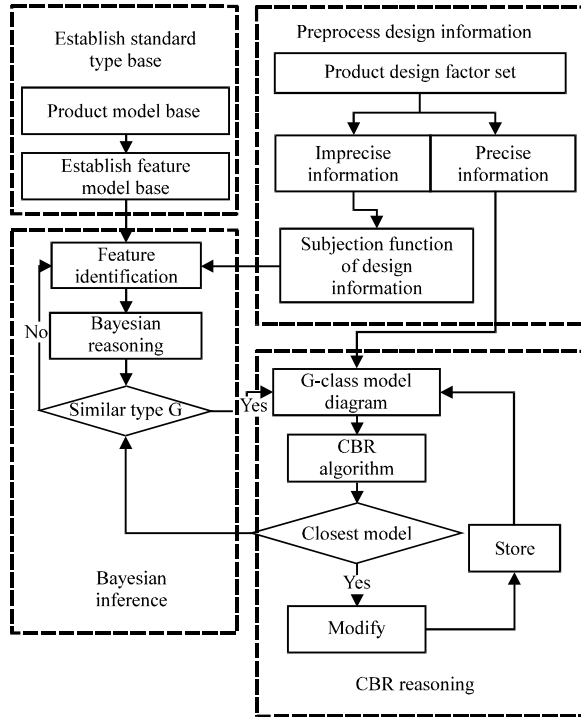 Establish standard
type base
Product model base
Establish feature
model base
Preprocess design information
Product design factor set
Imprecise
information
Precise
information
Subjection function
of design
information
Feature
identification
No
Bayesian
reasoning
Similar type G
Yes
Bayesian
inference
G-class model
diagram
CBR
algorithm
Closest model
Store
Yes
Modify
CBR reasoning